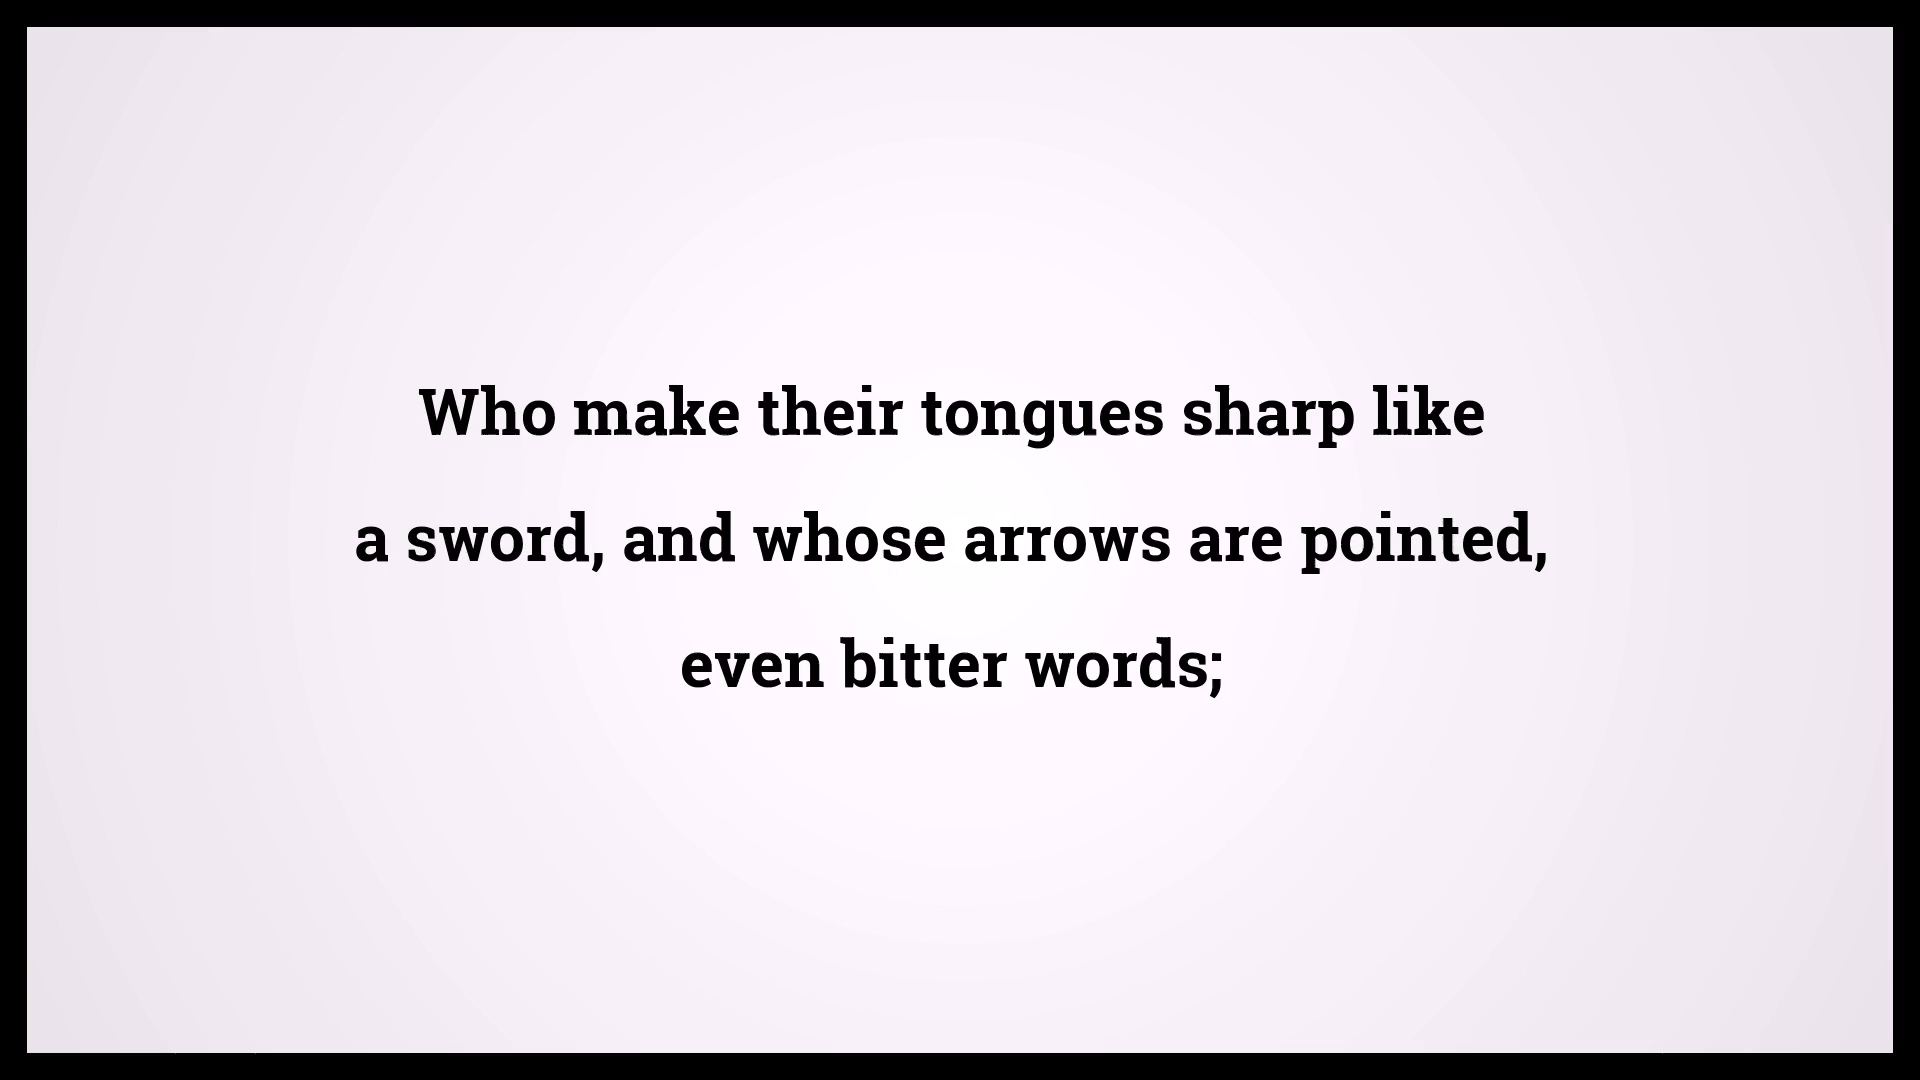 Who make their tongues sharp like
a sword, and whose arrows are pointed,
even bitter words;